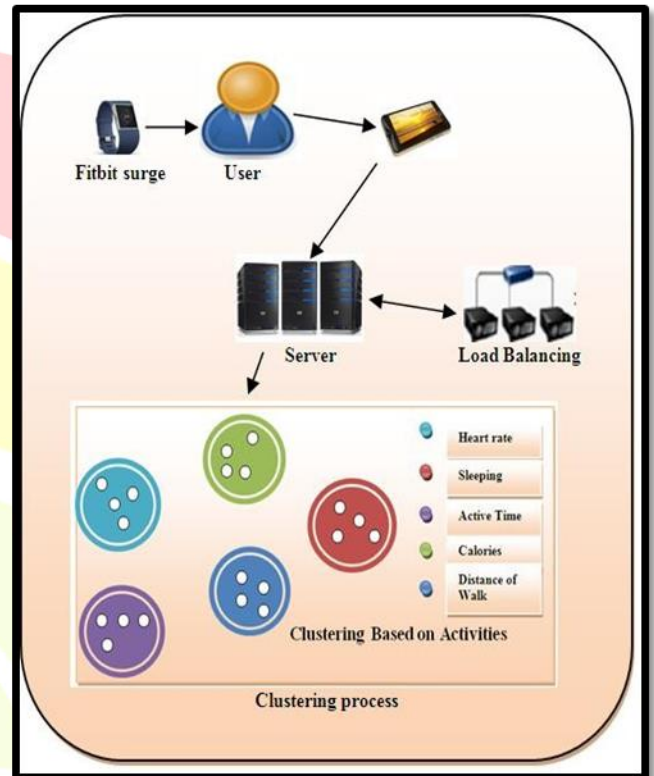 Fitbit surge
User
Server
Load Balancing
Heart rate
Sleeping
Active Time
Calories
Distance of
Walk
Clustering Based on Activities
Clustering process